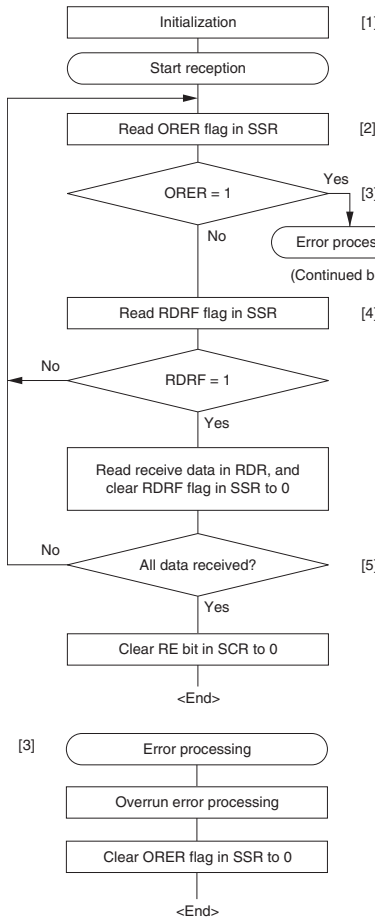 Initialization [1]
Start reception
Read ORER flag in SSR [2]
ORER = 1 Yes [3]
No
Error proces
(Continued b
Read RDRF flag in SSR [4]
No
RDRF = 1
Yes
Read receive data in RDR, and
clear RDRF flag in SSR to 0
No
All data received? [5]
Yes
Clear RE bit in SCR to 0
<End>
[3] Error processing
Overrun error processing
Clear ORER flag in SSR to 0
<End>